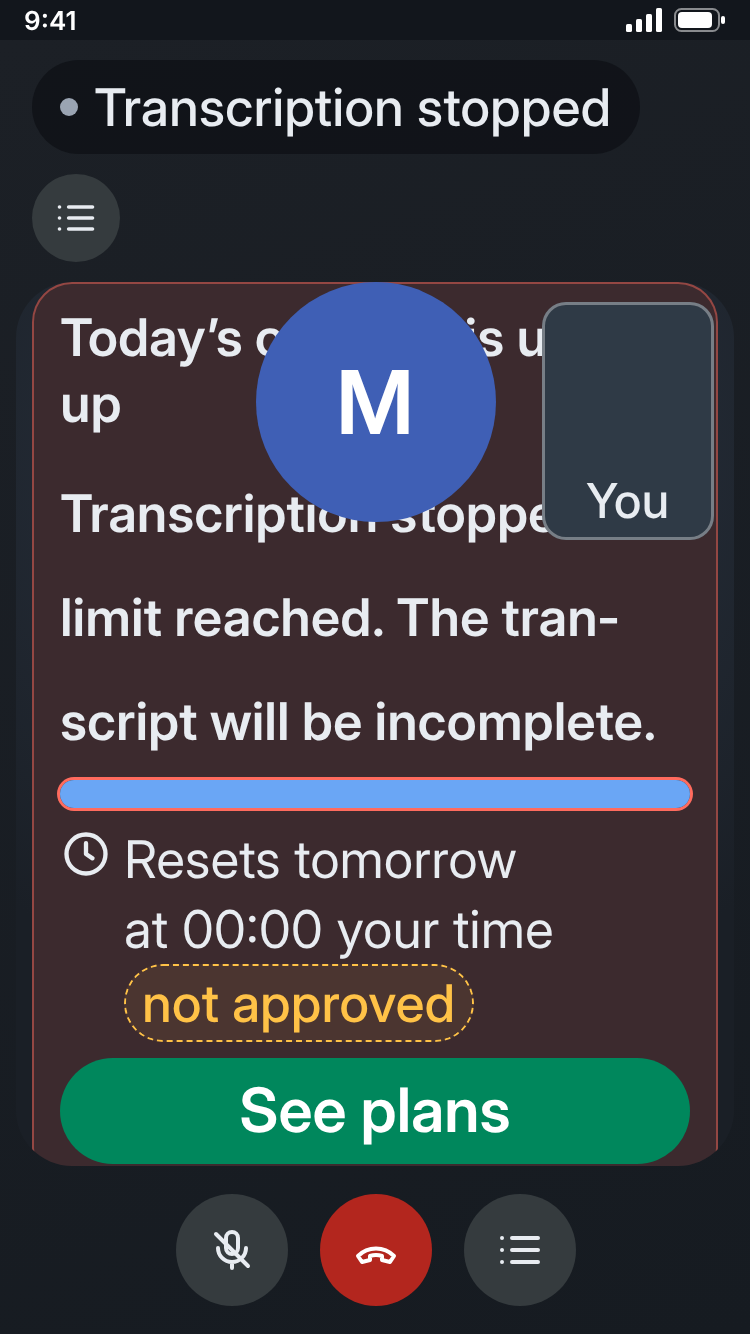 9:41
Transcription stopped
Today's is
up
M
You
Transcription
limit reached. The tran-
script will be incomplete.
Resets tomorrow
at 00:00 your time
not approved
See plans